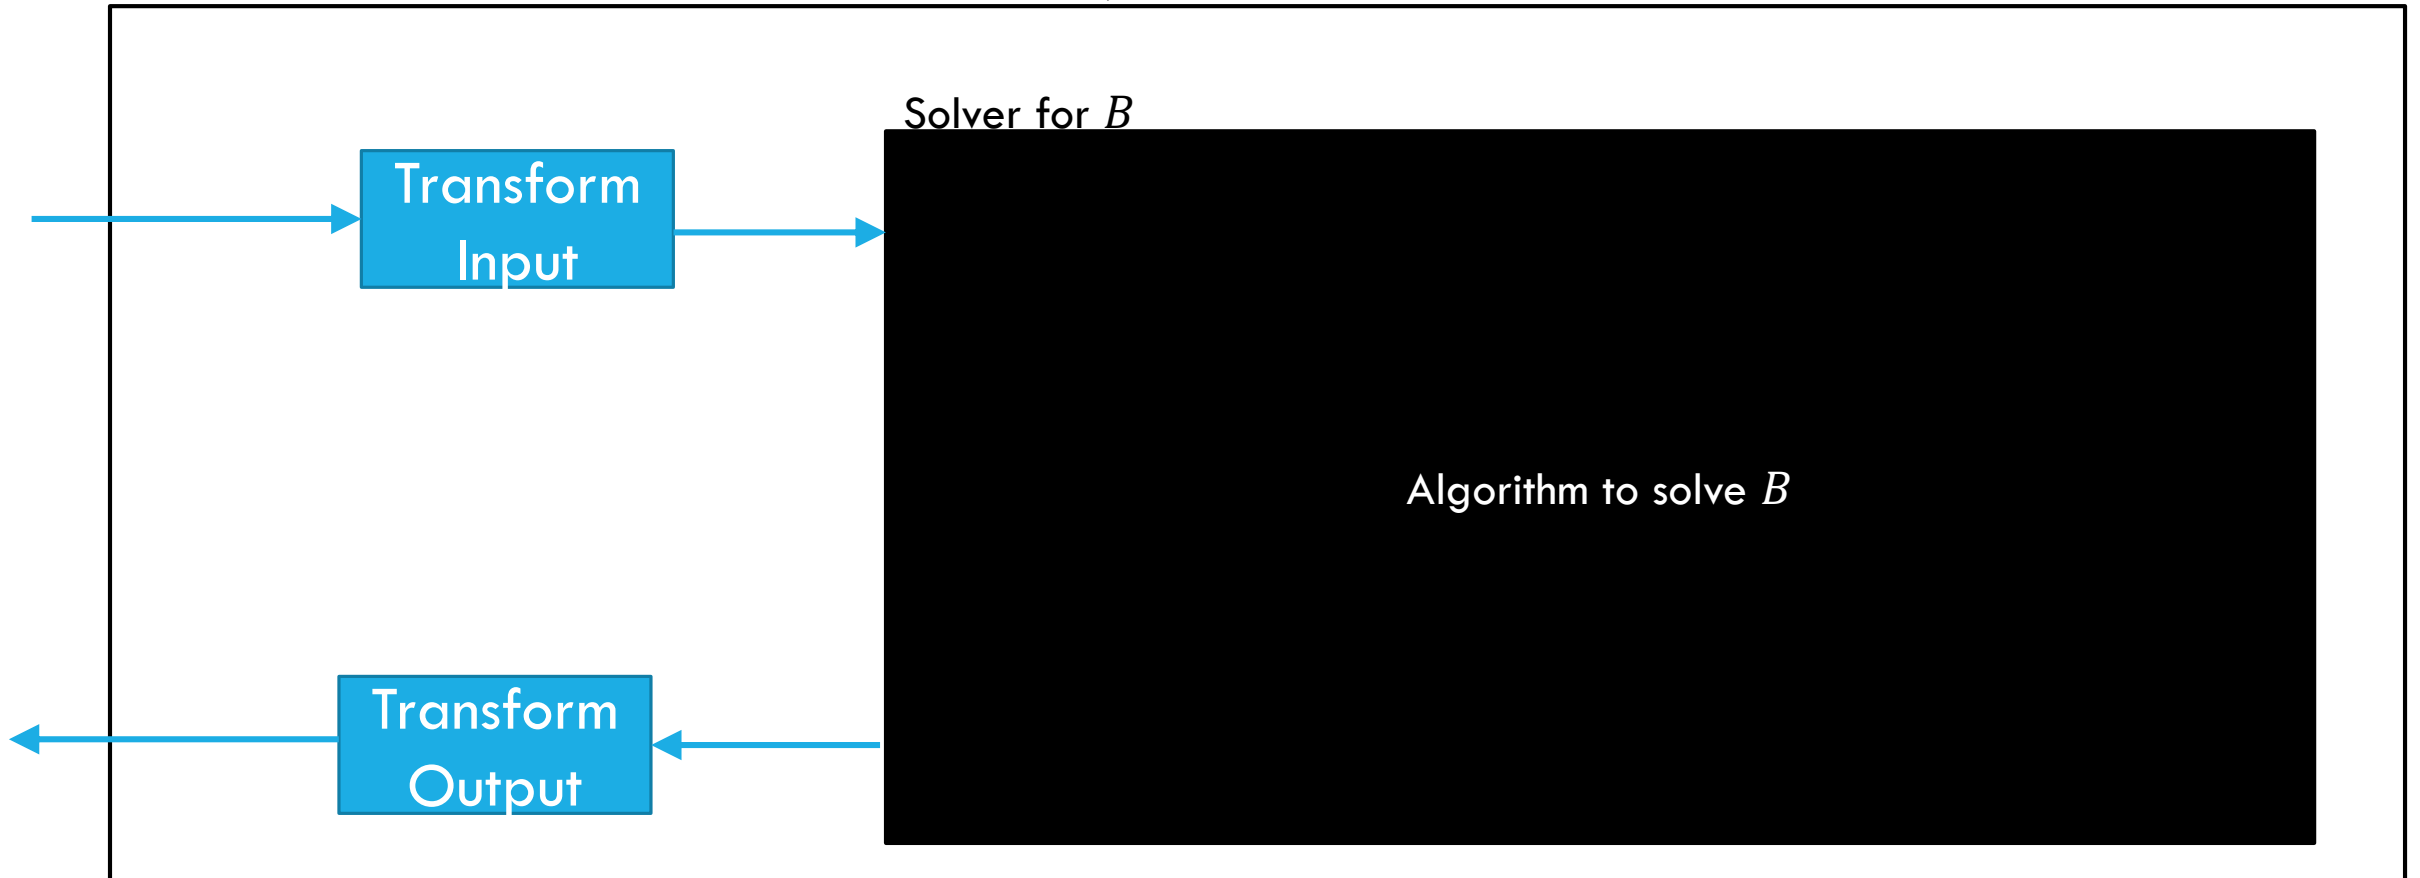 Solver for B
Transform
Input
Algorithm to solve B
Transform
Output